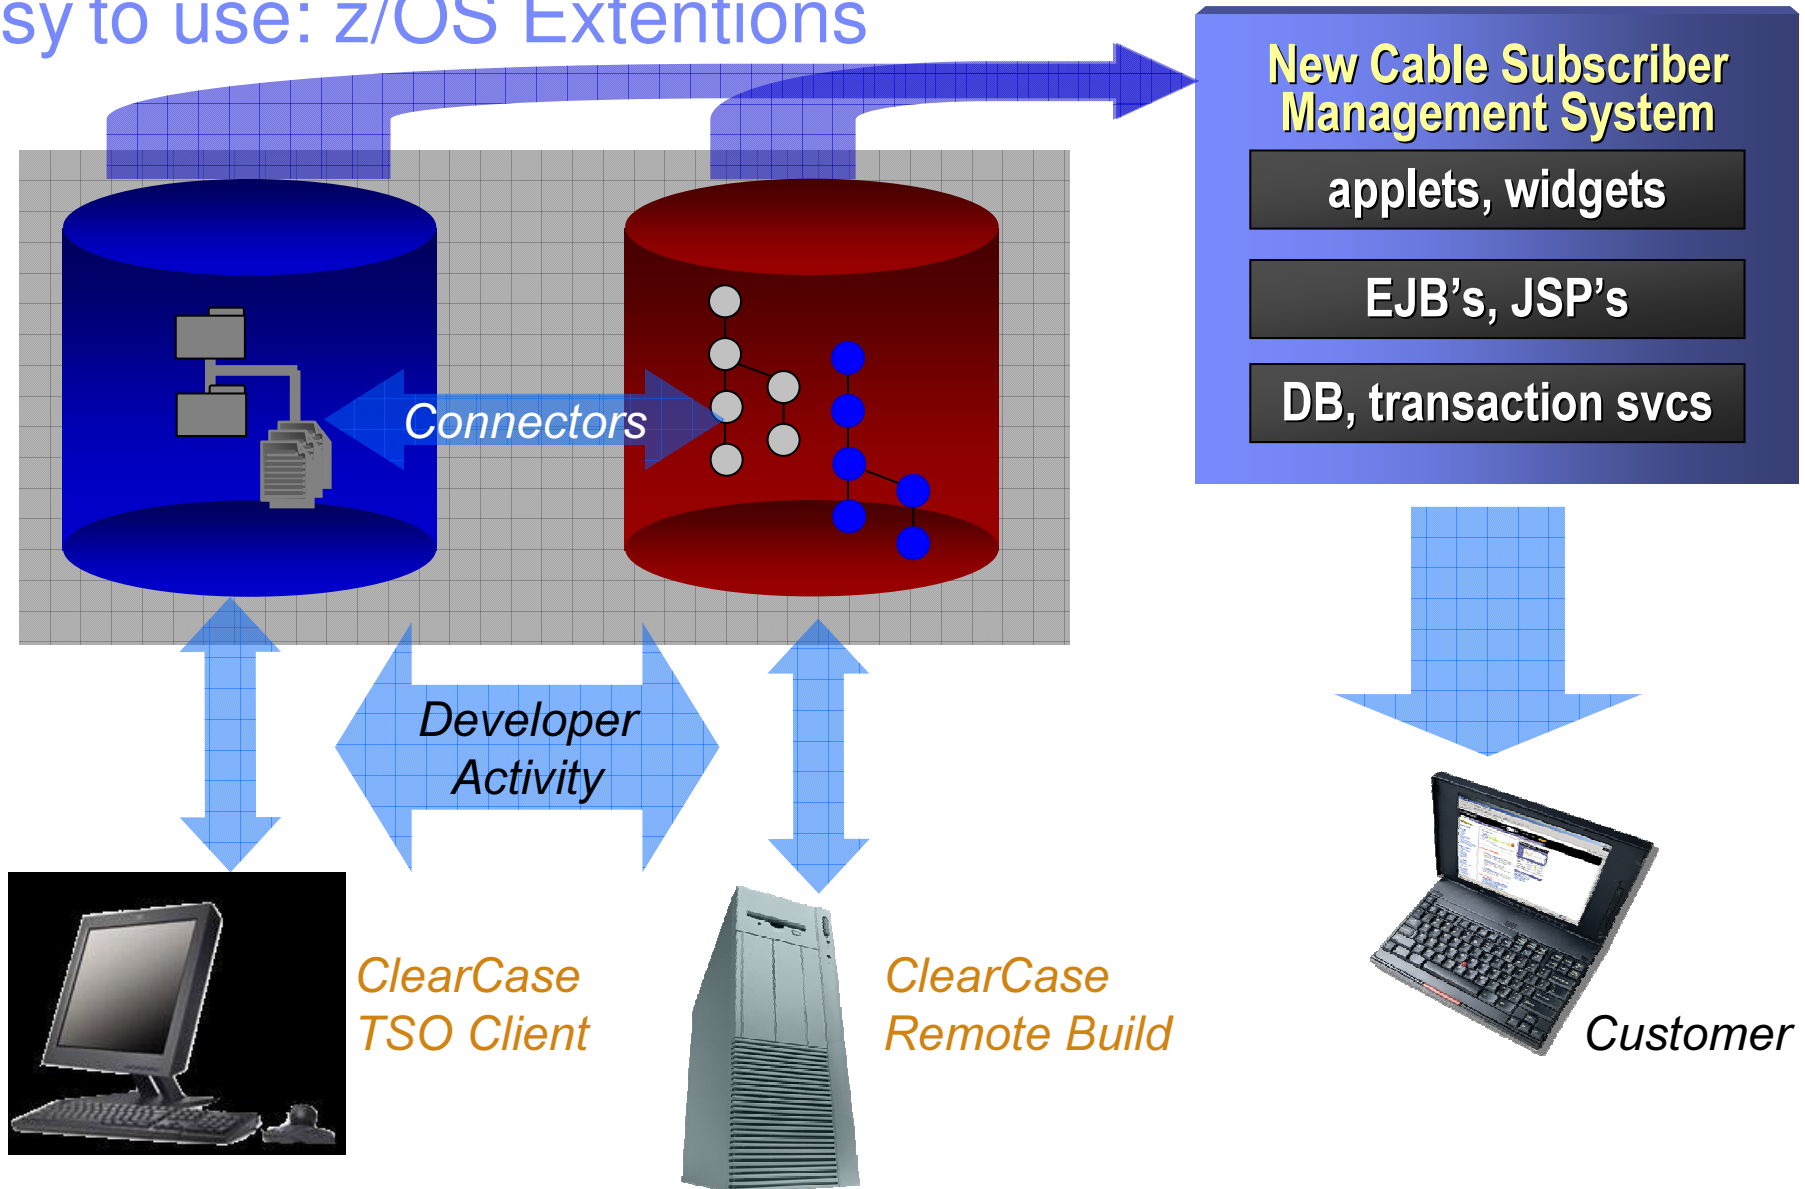 sy to use: z/OS Extentions
New Cable Subscriber
Management System
applets, widgets
EJB’s, JSP’s
DB, transaction svcs
Connectors
Developer
Activity
ClearCase
TSO Client
ClearCase
Remote Build
Customer